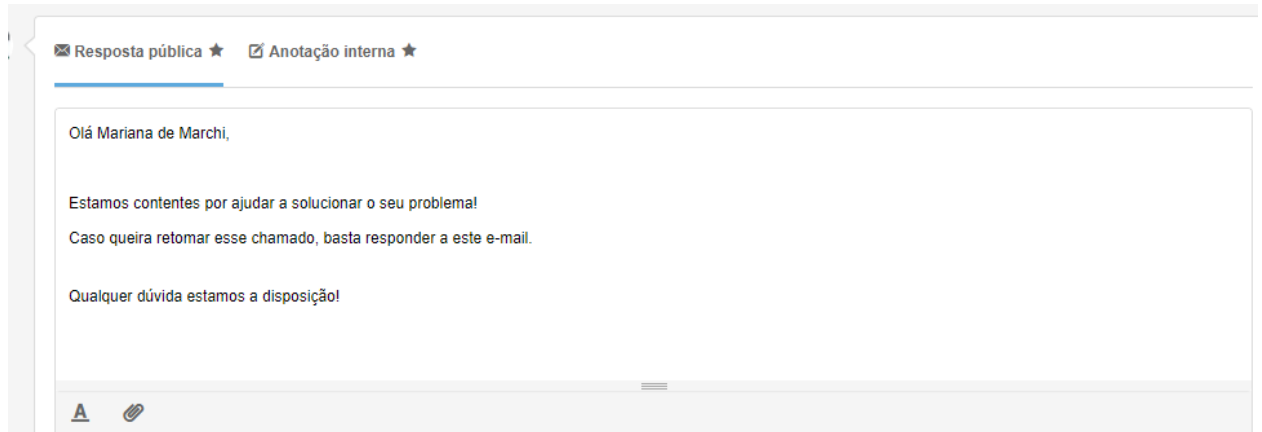 Resposta pública Anotação interna
Olá Mariana de Marchi,
Estamos contentes por ajudar a solucionar o seu problema!
Caso queira retomar esse chamado, basta responder a este e-mail.
Qualquer dúvida estamos a disposição!
A